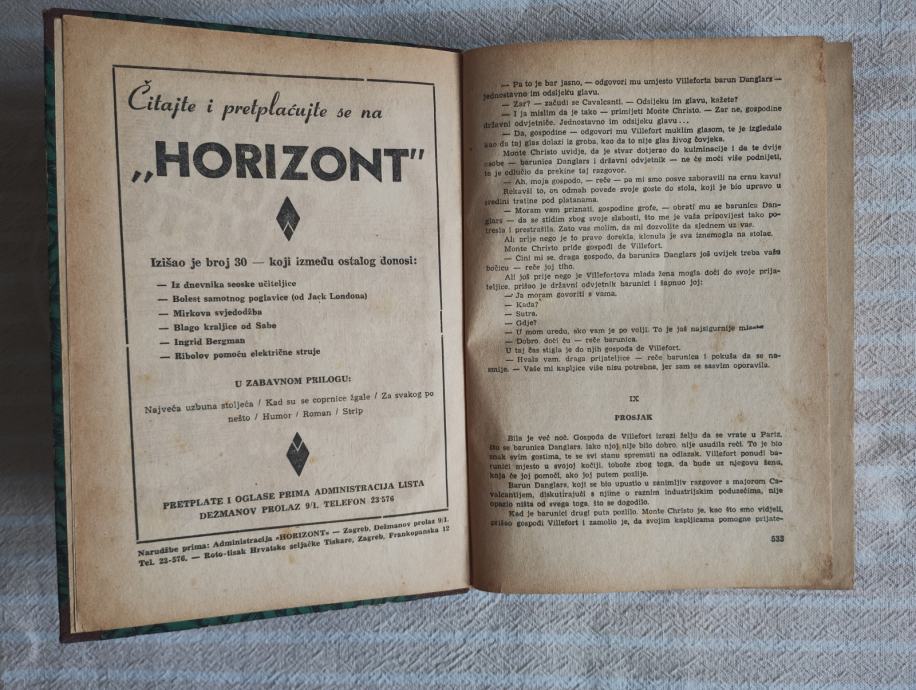 Čitajte i pretplaćujte se na
„HORIZONT"
Izišao je broj 30 — koji između ostalog donosi:
— Iz dnevnika seoske učiteljice
— Bolest samotnog poglavice (od Jack Londona)
— Mirkova svjedodžba
— Blago kraljice od Sabe
— Ingrid Bergman
— Ribolov pomoću električne struje
U ZABAVNOM PRILOGU:
Najveća uzbuna stoljeća / Kad su se coprnice žgale / Za svakog po
nešto / Humor / Roman / Strip
PRETPLATE I OGLASE PRIMA ADMINISTRACIJA LISTA
DEŽMANOV PROLAZ 9/I. TELEFON 23-576
Narudžbe prima: Administracija »HORIZONT« — Zagreb, Dežmanov prolaz 9/I.
Tel. 23-576. — Roto-tisak Hrvatske seljačke Tiskare, Zagreb, Frankopanska 12
— Pa to je bar jasno, — odgovori mu umjesto Villeforta barun Danglars —
jednostavno im odsijeku glavu.
— Zar? — začudi se Cavalcanti. — Odsijeku im glavu, kažete?
— I ja mislim da je tako — primijeti Monte Christo. — Zar ne, gospodine
državni odvjetniče. Jednostavno im odsijeku glavu...
— Da, gospodine — odgovori mu Villefort muklim glasom, te je izgledalo
kao da taj glas dolazi iz groba, kao da to nije glas živog čovjeka.
Monte Christo uvidje, da je stvar dotjerao do kulminacije i da te dvije
osobe — barunica Danglars i državni odvjetnik — ne će moći više podnijeti,
te je odlučio da prekine taj razgovor.
— Ah, moja gospodo, — reče — pa mi smo posve zaboravili na crnu kavu!
Rekavši to, on odmah povede svoje goste do stola, koji je bio upravo u
sredini tratine pod platanama.
— Moram vam priznati, gospodine grofe, — obrati mu se barunica Dan-
glars — da se stidim zbog svoje slabosti, što me je vaša pripovijest tako po-
tresla i prestrašila. Zato vas molim, da mi dozvolite da sjednem uz vas.
Ali prije nego je to pravo dorekla, klonula je sva iznemogla na stolac.
Monte Christo priđe gospođi de Villefort.
— Čini mi se, draga gospođo, da barunica Danglars još uvijek treba vašu
bočicu — reče joj tiho.
Ali još prije nego je Villefortova mlada žena mogla doći do svoje prija-
teljice, prišao je državni odvjetnik barunici i šapnuo joj:
— Ja moram govoriti s vama.
— Kada?
— Sutra.
— Gdje?
— U mom uredu, ako vam je po volji. To je još najsigurnije mjesto
— Dobro, doći ću — reče barunica.
U taj čas stigla je do njih gospođa de Villefort.
— Hvala vam, draga prijateljice — reče barunica i pokuša da se na-
smije. — Vaše mi kapljice više nisu potrebne, jer sam se sasvim oporavila.
IX
PROSJAK
Bila je već noć. Gospođa de Villefort izrazi želju da se vrate u Pariz,
što se barunica Danglars, iako njoj nije bilo dobro, nije usudila reći. To je bio
znak svim gostima, te se svi stanu spremati na odlazak. Villefort ponudi ba-
runici mjesto u svojoj kočiji, tobože zbog toga, da bude uz njegovu ženu,
koja će joj pomoći, ako joj putem pozlije.
Barun Danglars, koji se bio upustio u zanimljiv razgovor s majorom Ca-
valcantijem, diskutirajući s njime o raznim industrijskim poduzećima, nije
opazio ništa od svega toga, što se dogodilo.
Kad je barunici drugi put pozlilo. Monte Christo je, kao što smo vidjeli,
prišao gospođi Villefort i zamolio je, da svojim kapljicama pomogne prijate-
533